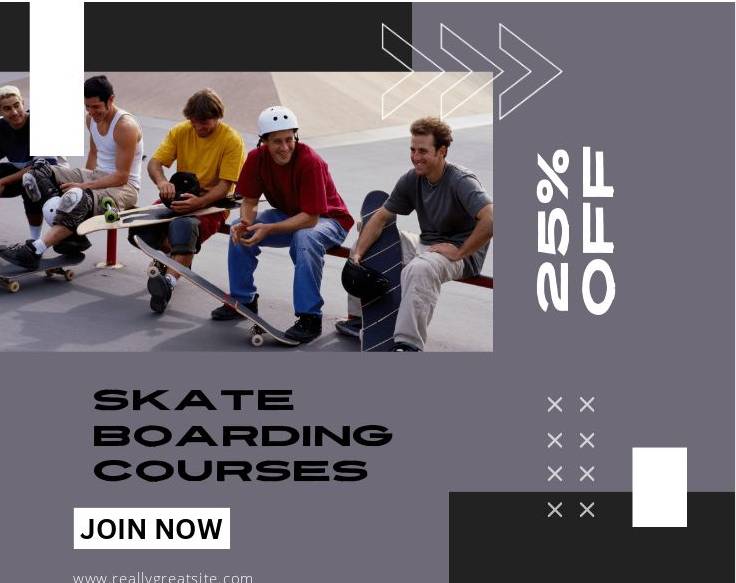 25%
OFF
SKATE
BOARDING
COURSES
JOIN NOW
www.reallygreatsite.com